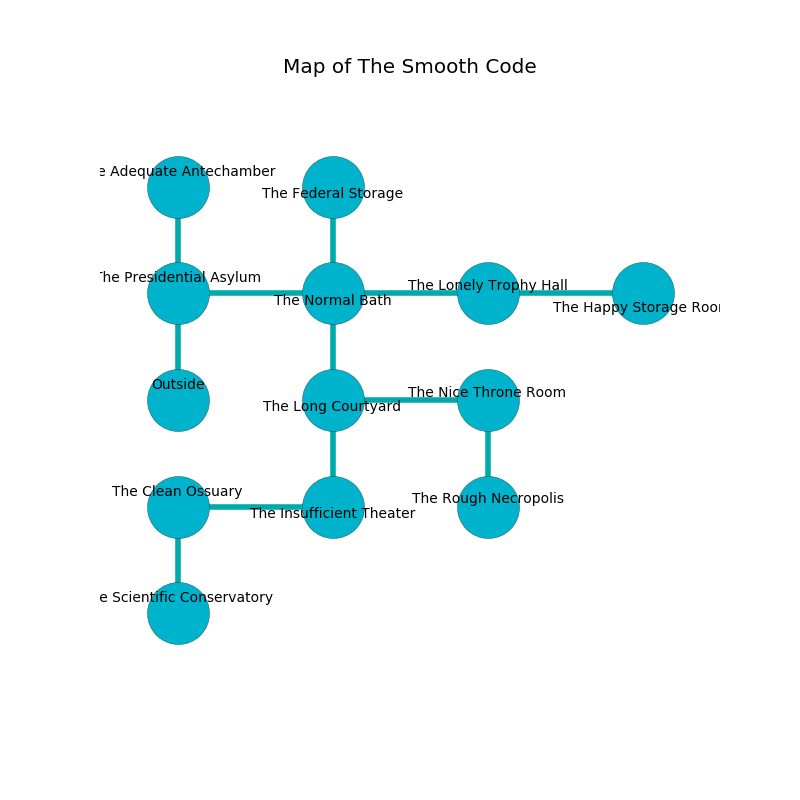 Map of The Smooth Code
e Adequate Antechamber
The Federal Storage
The Presidential Asylum
The Normal Bath
The Lonely Trophy Hall
The Happy Storage Roor
Outside
The Long Courtyard
The Nice Throne Room
The Clean Ossuary
The Insufficient Theater
The Rough Necropolis
e Scientific Conservatory